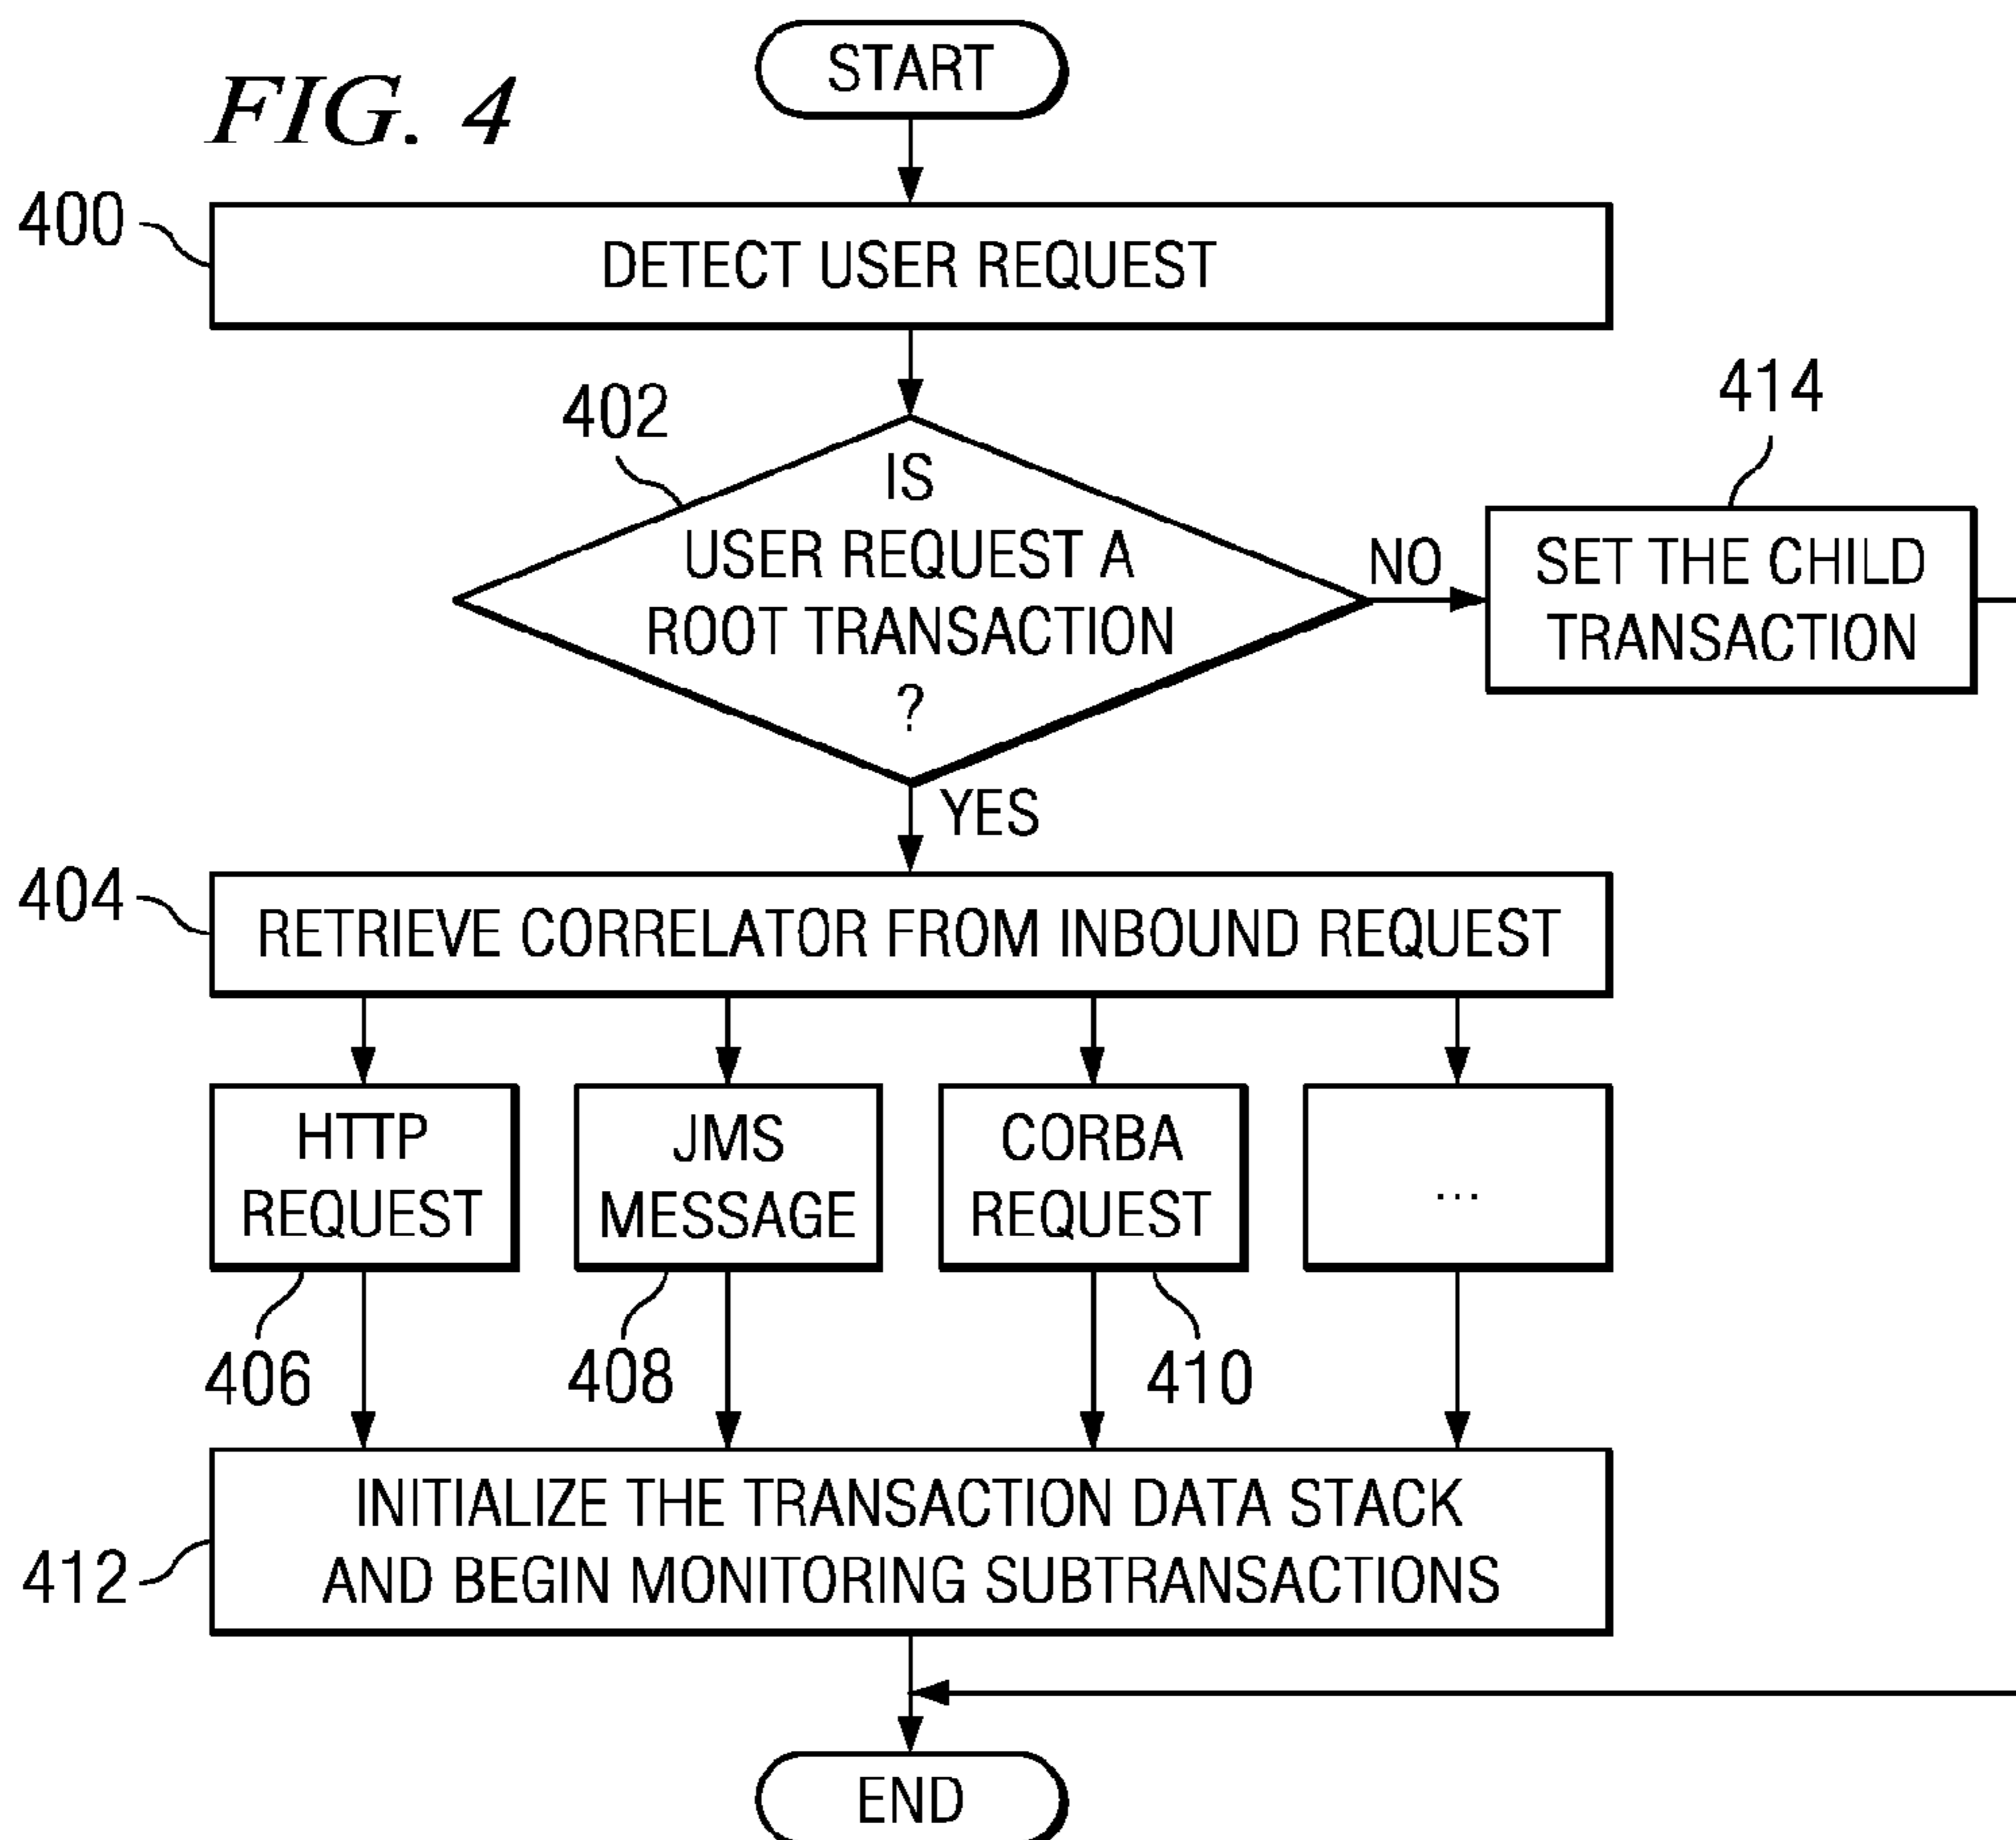 FIG. 4
START
400
DETECT USER REQUEST
402
IS
USER REQUEST A
ROOT TRANSACTION
?
NO
414
SET THE CHILD
TRANSACTION
YES
404
RETRIEVE CORRELATOR FROM INBOUND REQUEST
HTTP
REQUEST
JMS
MESSAGE
CORBA
REQUEST
...
406
408
410
412
INITIALIZE THE TRANSACTION DATA STACK
AND BEGIN MONITORING SUBTRANSACTIONS
END